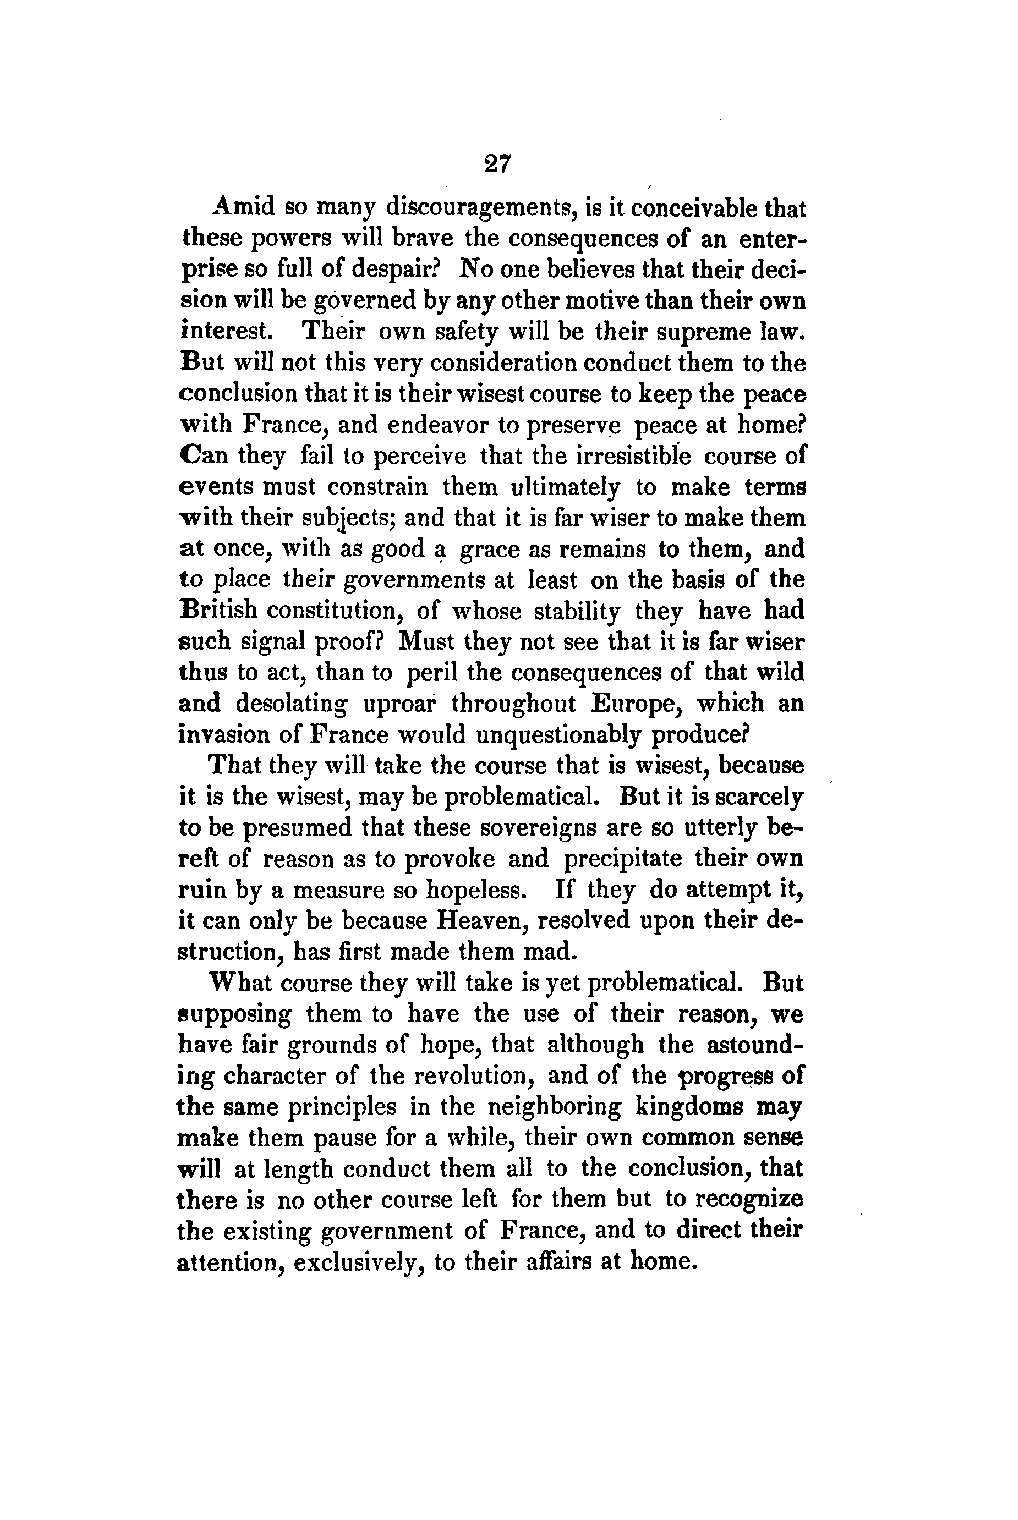 27
Amid so many discouragements, is it conceivable that
these powers will brave the consequences of an enter-
prise so full of despair? No one believes that their deci-
sion will be governed by any other motive than their own
interest. Their own safety will be their supreme law.
But will not this very consideration conduct them to the
conclusion that it is their wisest course to keep the peace
with France, and endeavor to preserve peace at home?
Can they fail to perceive that the irresistible course of
events must constrain them ultimately to make terms
with their subjects; and that it is far wiser to make them
at once, with as good a grace as remains to them, and
to place their governments at least on the basis of the
British constitution, of whose stability they have had
such signal proof? Must they not see that it is far wiser
thus to act, than to peril the consequences of that wild
and desolating uproar throughout Europe, which an
invasion of France would unquestionably produce?
That they will take the course that is wisest, because
it is the wisest, may be problematical. But it is scarcely
to be presumed that these sovereigns are so utterly be-
reft of reason as to provoke and precipitate their own
ruin by a measure so hopeless. If they do attempt it,
it can only be because Heaven, resolved upon their de-
struction, has first made them mad.
What course they will take is yet problematical. But
supposing them to have the use of their reason, we
have fair grounds of hope, that although the astound-
ing character of the revolution, and of the progress of
the same principles in the neighboring kingdoms may
make them pause for a while, their own common sense
will at length conduct them all to the conclusion, that
there is no other course left for them but to recognize
the existing government of France, and to direct their
attention, exclusively, to their affairs at home.